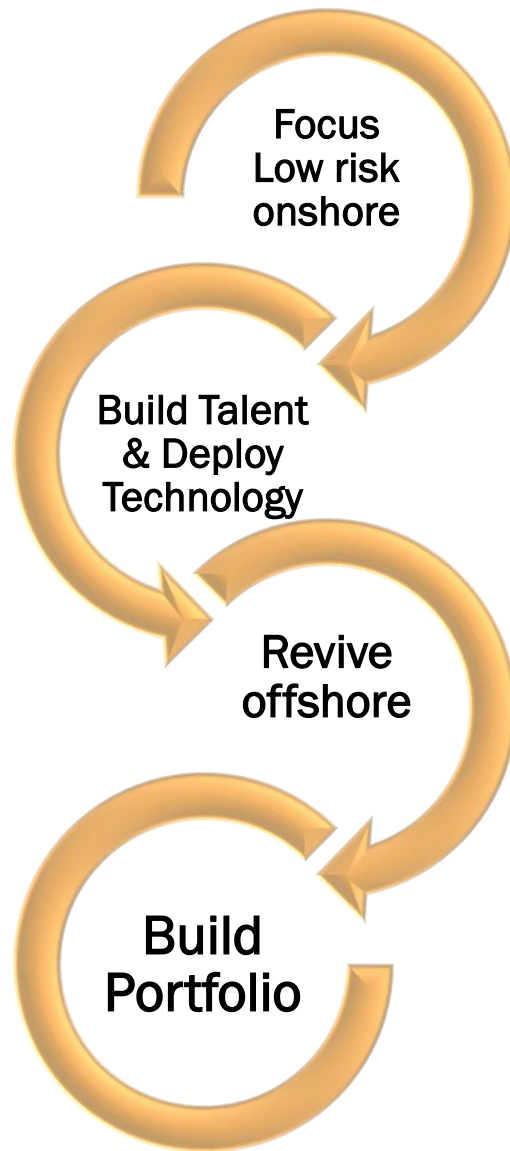 Focus
Low risk
onshore
Build Talent
& Deploy
Technology
Revive
offshore
Build
Portfolio